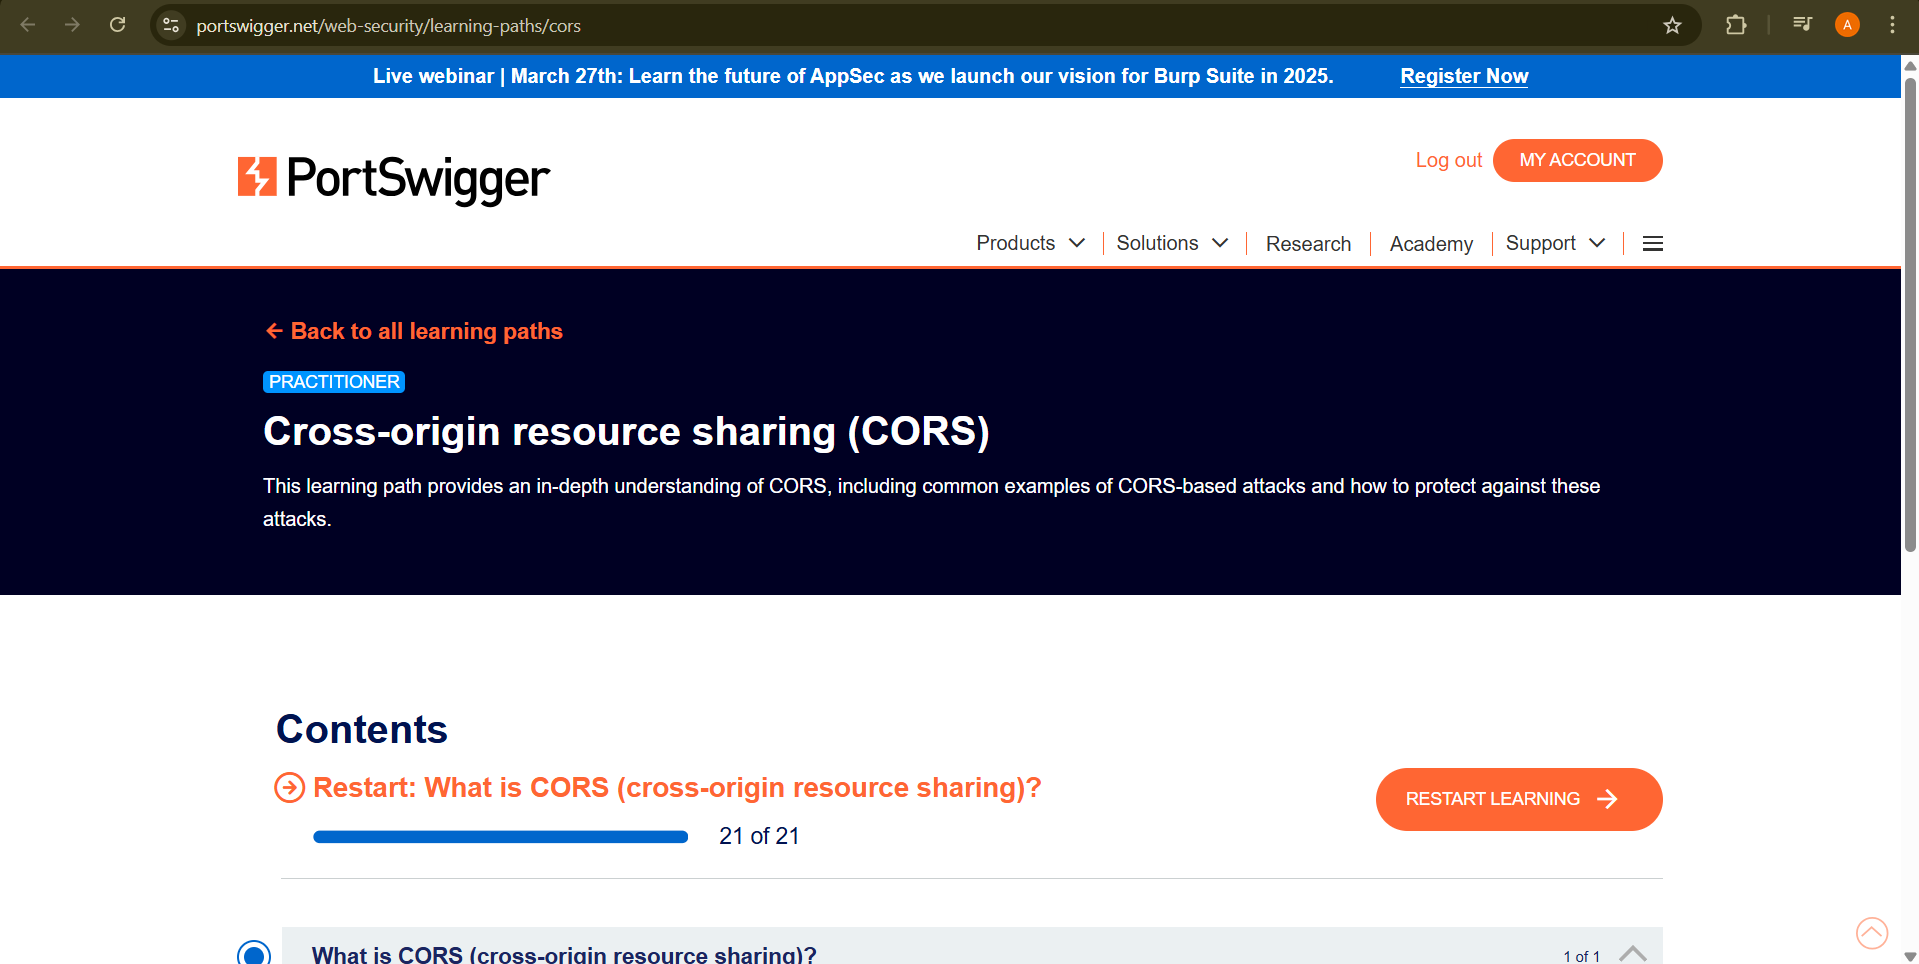 portswigger.net/web-security/learning-paths/cors
A
Live webinar | March 27th: Learn the future of AppSec as we launch our vision for Burp Suite in 2025. Register Now
PortSwigger
Log out MY ACCOUNT
Products Solutions Research Academy Support
Back to all learning paths
PRACTITIONER
Cross-origin resource sharing (CORS)
This learning path provides an in-depth understanding of CORS, including common examples of CORS-based attacks and how to protect against these
attacks.
Contents
Restart: What is CORS (cross-origin resource sharing)?
RESTART LEARNING
21 of 21
What is CORS (cross-origin resource sharing)? 1 of 1